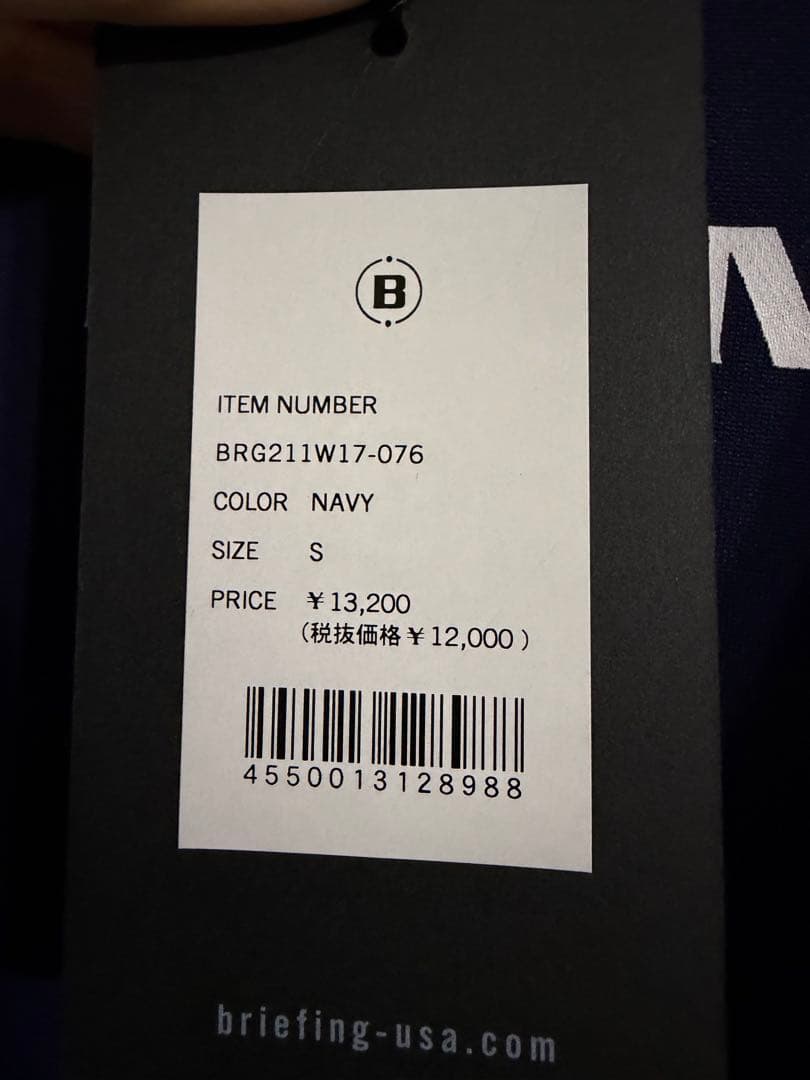 B
ITEM NUMBER
BRG211W17-076
COLOR NAVY
SIZE S
PRICE ¥13,200
(税抜価格¥12,000)
4550013128988
briefing-usa.com